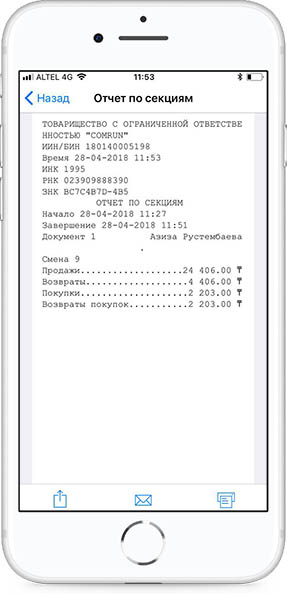 ALTEL 4G 11:53
Назад Отчет по секциям
ТОВАРИЩЕСТВО С ОГРАНИЧЕННОЙ ОТВЕТСТВЕ
ННОСТЬЮ "COMRUN"
ИИН/БИН 180140005198
Время 28-04-2018 11:53
ИНК 1995
РНК 023909888390
ЗНК BC7C4B7D-4B5
ОТЧЕТ ПО СЕКЦИЯМ
Начало 28-04-2018 11:27
Завершение 28-04-2018 11:51
Документ 1 Азиза Рустембаева
.
Смена 9
Продажи.................24 406.00 ₸
Возвраты.................4 406.00 ₸
Покупки..................2 203.00 ₸
Возвраты покупок.........2 203.00 ₸